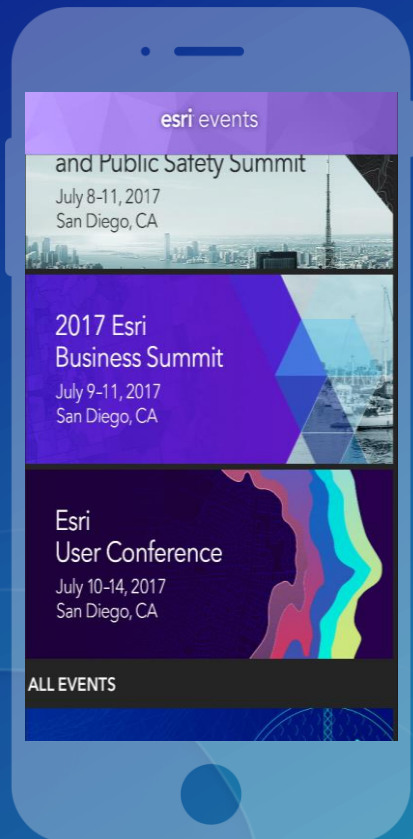 esri events
and Public Safety Summit
July 8-11, 2017
San Diego, CA
2017 Esri
Business Summit
July 9-11, 2017
San Diego, CA
Esri
User Conference
July 10-14, 2017
San Diego, CA
ALL EVENTS